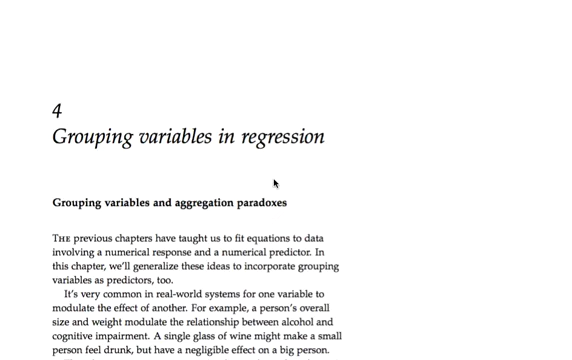 4
Grouping variables in regression
Grouping variables and aggregation paradoxes
The previous chapters have taught us to fit equations to data
involving a numerical response and a numerical predictor. In
this chapter, we'll generalize these ideas to incorporate grouping
variables as predictors, too.
It's very common in real-world systems for one variable to
modulate the effect of another. For example, a person's overall
size and weight modulate the relationship between alcohol and
cognitive impairment. A single glass of wine might make a small
person feel drunk, but have a negligible effect on a big person.